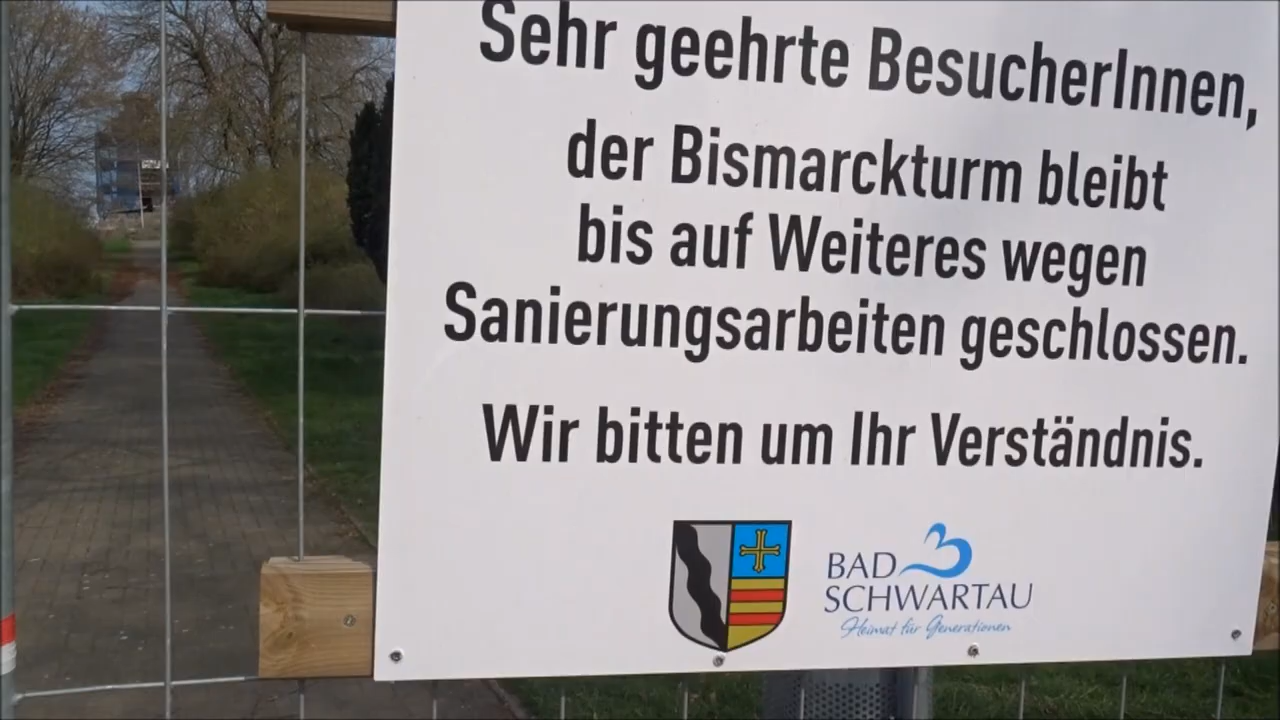 Sehr geehrte BesucherInnen,
der Bismarckturm bleibt
bis auf Weiteres wegen
Sanierungsarbeiten geschlossen.
Wir bitten um Ihr Verständnis.
BAD
SCHWARTAU
Heimat für Generationen